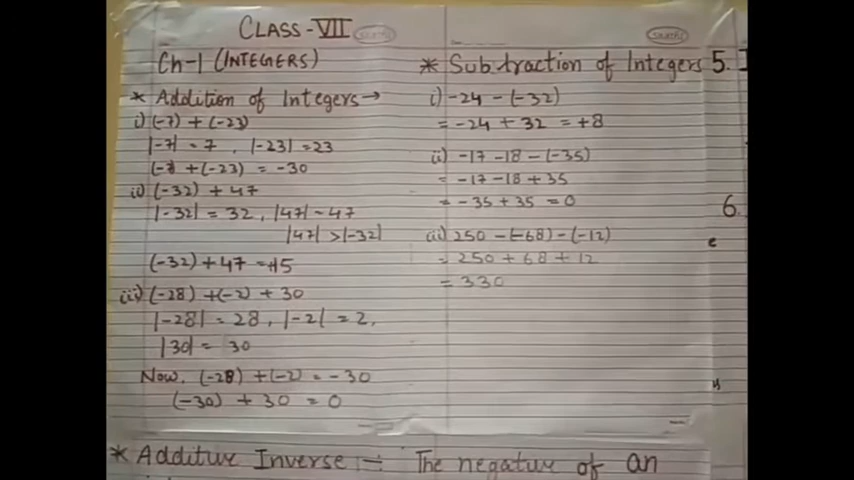 CLASS-VII
Ch-1 (INTEGERS)
* Addition of Integers→
i) (-7) + (-23)
|-7| = 7, |-23| = 23
(-7) + (-23) = -30
ii) (-32) + 47
|-32| = 32, |47| = 47
|47| > |-32|
(-32) + 47 = +15
iii) (-28) + (-2) + 30
|-28| = 28, |-2| = 2,
|30| = 30
Now, (-28) + (-2) = -30
(-30) + 30 = 0
* Subtraction of Integers
i) -24 - (-32)
= -24 + 32 = +8
ii) -17 - 18 - (-35)
= -17 - 18 + 35
= -35 + 35 = 0
iii) 250 - (-68) - (-12)
= 250 + 68 + 12
= 330
5.
6.
* Additive Inverse := The negative of an